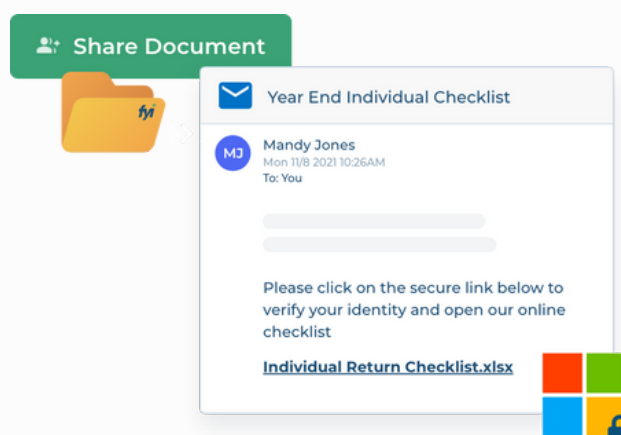 Share Document
fyi
Year End Individual Checklist
MJ
Mandy Jones
Mon 11/8 2021 10:26AM
To: You
Please click on the secure link below to
verify your identity and open our online
checklist
Individual Return Checklist.xlsx